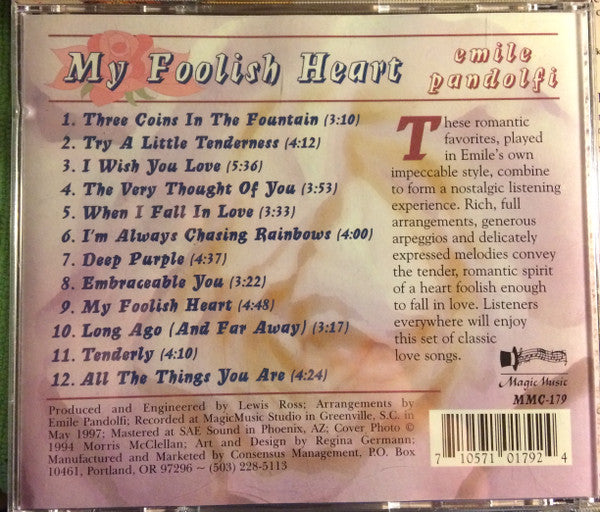 My Foolish Heart
emile
pandolfi
1. Three Coins In The Fountain (3:10)
2. Try A Little Tenderness (4:12)
3. I Wish You Love (5:36)
4. The Very Thought Of You (3:53)
5. When I Fall In Love (3:33)
6. I'm Always Chasing Rainbows (4:00)
7. Deep Purple (4:37)
8. Embraceable You (3:22)
9. My Foolish Heart (4:48)
10. Long Ago (And Far Away) (3:17)
11. Tenderly (4:10)
12. All The Things You Are (4:24)
These romantic
favorites, played
in Emile's own
impeccable style, combine
to form a nostalgic listening
experience. Rich, full
arrangements, generous
arpeggios and delicately
expressed melodies convey
the tender, romantic spirit
of a heart foolish enough
to fall in love. Listeners
everywhere will enjoy
this set of classic
love songs.
Magic Music
MMC-179
Produced and Engineered by Lewis Ross; Arrangements by
Emile Pandolfi; Recorded at MagicMusic Studio in Greenville, S.C. in
May 1997; Mastered at SAE Sound in Phoenix, AZ; Cover Photo ©
1994 Morris McClellan; Art and Design by Regina Germann;
Manufactured and Marketed by Consensus Management, P.O. Box
10461, Portland, OR 97296 ~ (503) 228-5113
7 10571 01792 4